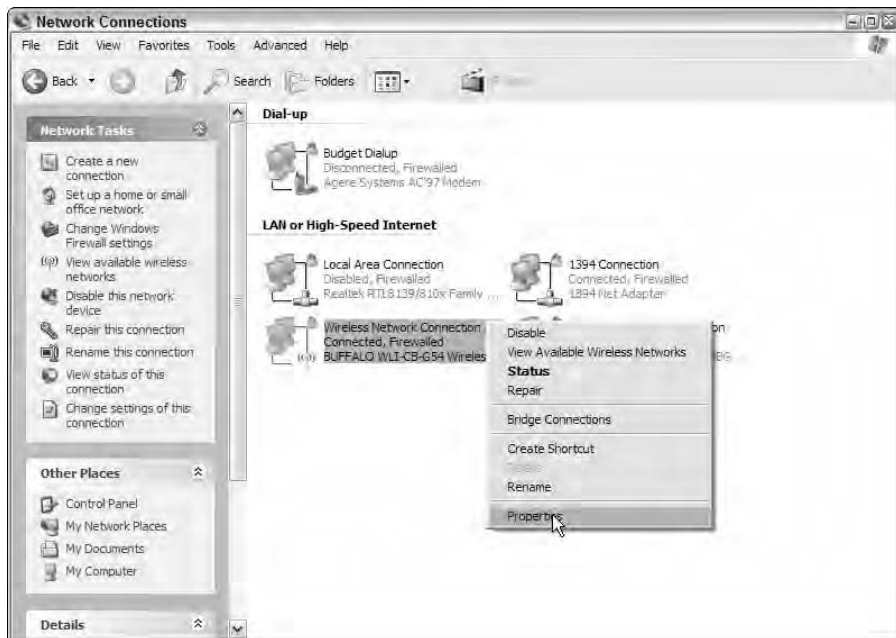 Network Connections
File Edit View Favorites Tools Advanced Help
Back Search Folders
Network Tasks
Create a new
connection
Set up a home or small
office network
Change Windows
Firewall settings
View available wireless
networks
Disable this network
device
Repair this connection
Rename this connection
View status of this
connection
Change settings of this
connection
Other Places
Control Panel
My Network Places
My Documents
My Computer
Details
Dial-up
Budget Dialup
Disconnected, Firewalled
Agere Systems AC'97 Modem
LAN or High-Speed Internet
Local Area Connection
Disabled, Firewalled
Realtek RTL8139/810x Family ...
1394 Connection
Connected, Firewalled
1394 Net Adapter
Wireless Network Connection
Connected, Firewalled
BUFFALO WLI-CB-G54 Wireles
Disable
View Available Wireless Networks
Status
Repair
Bridge Connections
Create Shortcut
Rename
Properties